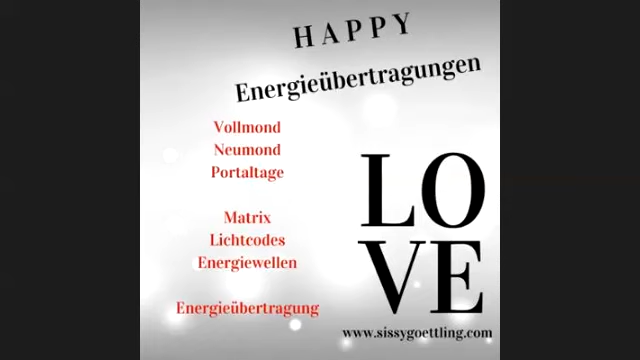 HAPPY
Energieübertragungen
Vollmond
Neumond
Portaltage
Matrix
Lichtcodes
Energiewellen
Energieübertragung
LO
VE
www.sissygoettling.com